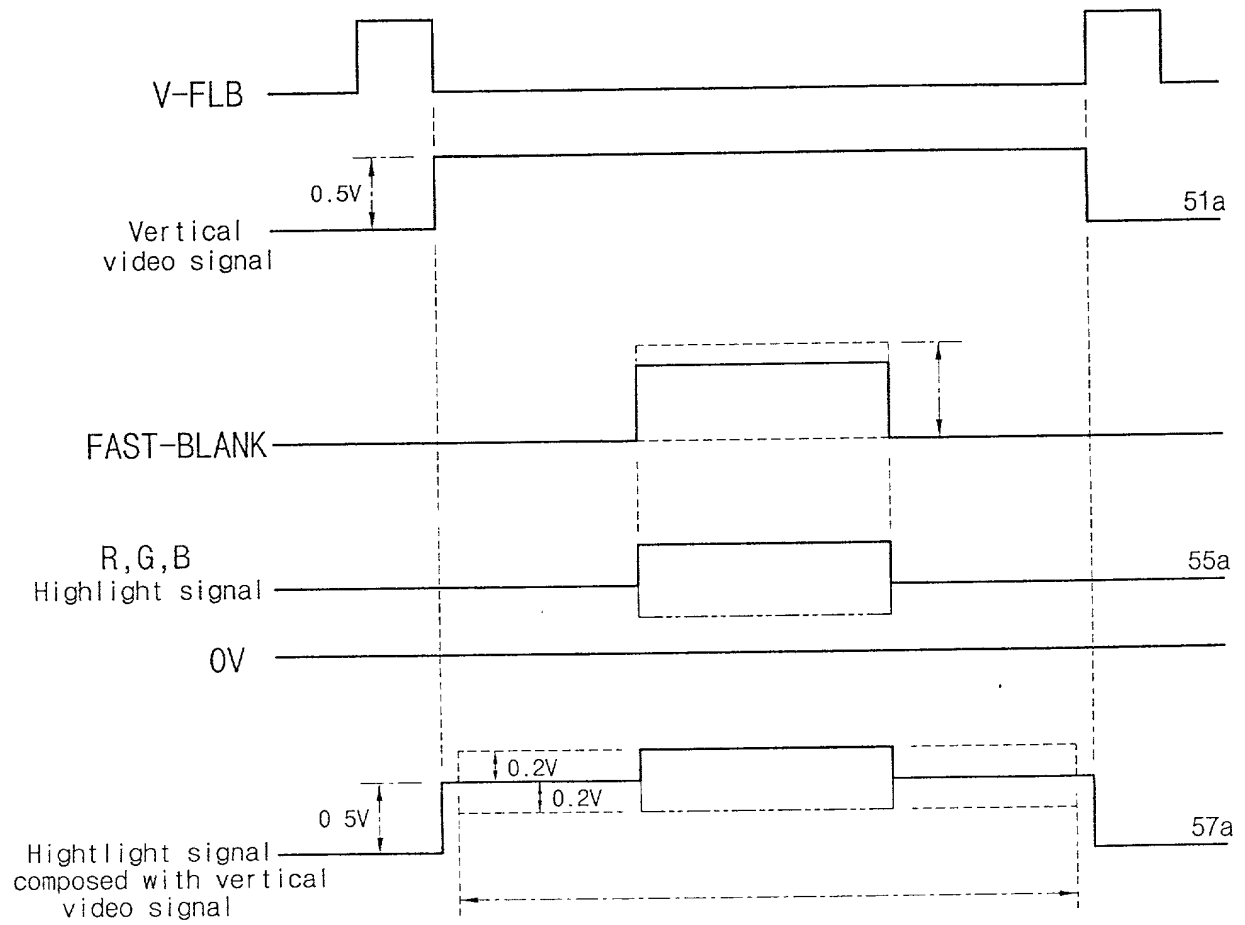 V-FLB
0.5V
51a
Vertical
video signal
FAST-BLANK
R,G,B
55a
Highlight signal
0V
0.2V
0.2V
0 5V
57a
Hightlight signal
composed with vertical
video signal